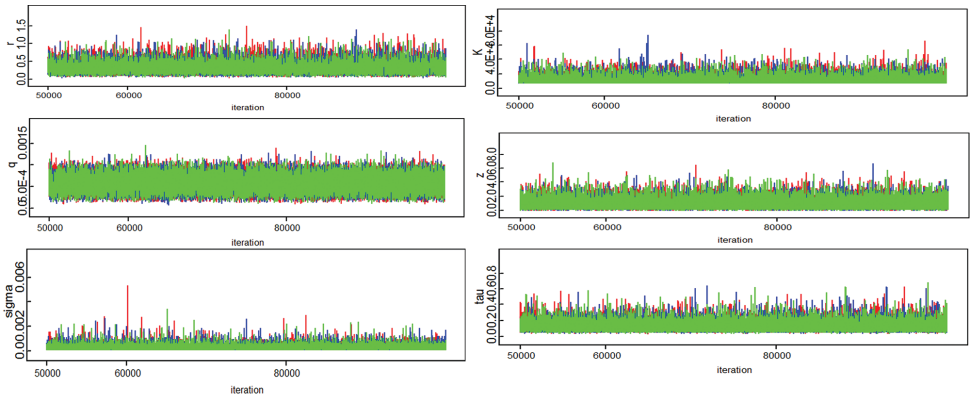 r
0.0 0.5 1.0 1.5
50000 60000 80000
iteration
K
0.0 4.0E+4 8.0E+4
50000 60000 80000
iteration
q
0.0 5.0E-4 0.0015
50000 60000 80000
iteration
z
0.0 2.0 4.0 6.0 8.0
50000 60000 80000
iteration
sigma
0.0 0.002 0.006
50000 60000 80000
iteration
tau
0.0 0.2 0.4 0.6 0.8
50000 60000 80000
iteration